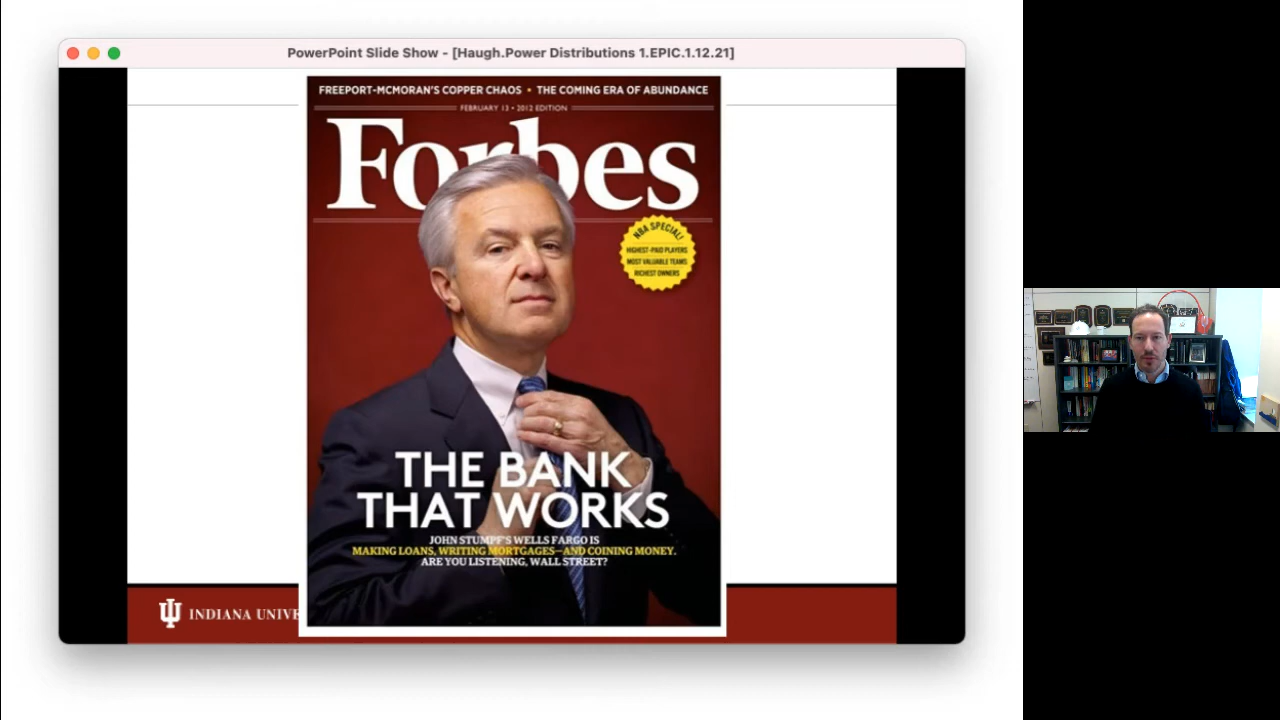 PowerPoint Slide Show - [Haugh.Power Distributions 1.EPIC.1.12.21]
FREEPORT-MCMORAN'S COPPER CHAOS • THE COMING ERA OF ABUNDANCE
FEBRUARY 13 • 2012 EDITION
Forbes
NBA SPECIAL!
HIGHEST-PAID PLAYERS
MOST VALUABLE TEAMS
RICHEST OWNERS
THE BANK
THAT WORKS
JOHN STUMPF'S WELLS FARGO IS
MAKING LOANS, WRITING MORTGAGES—AND COINING MONEY.
ARE YOU LISTENING, WALL STREET?
INDIANA UNIVE